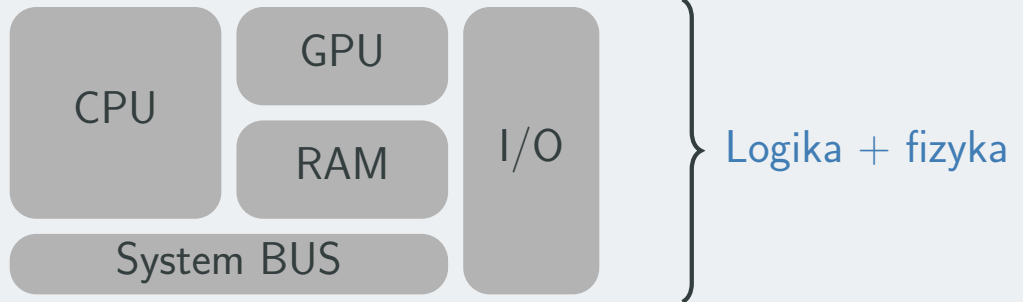 CPU
GPU
RAM
I/O
System BUS
Logika + fizyka